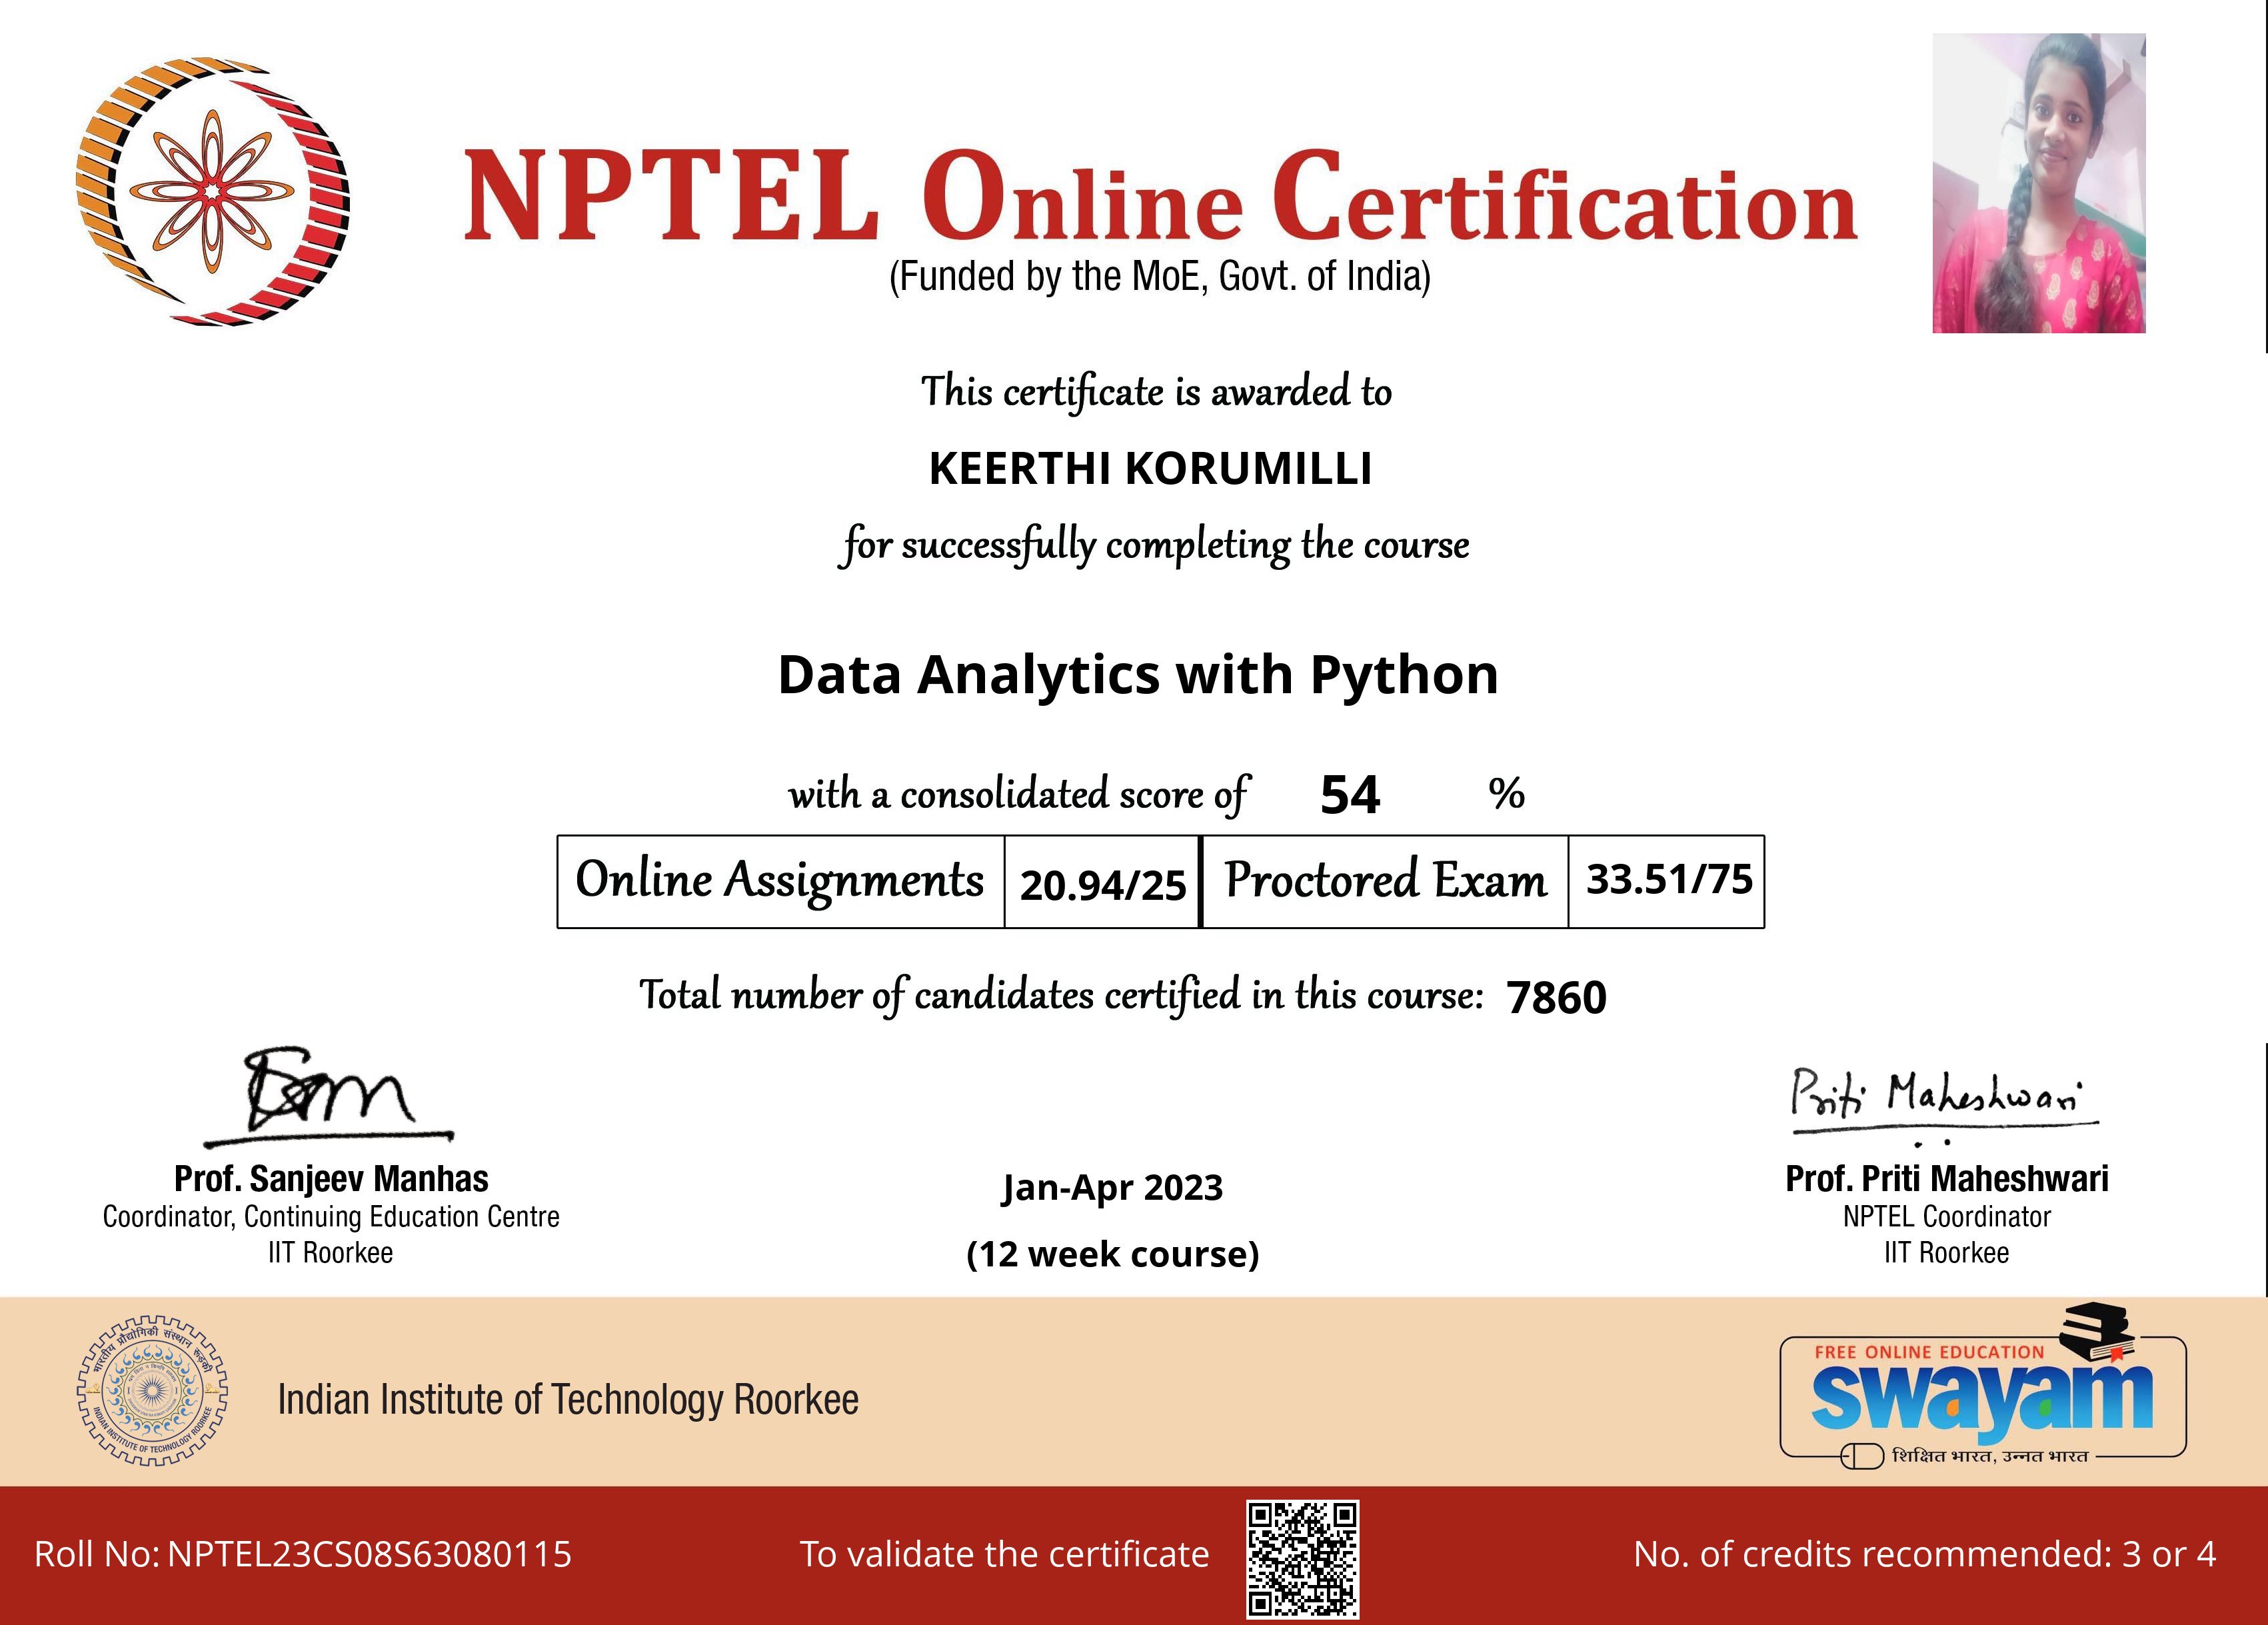 NPTEL Online Certification
(Funded by the MoE, Govt. of India)
This certificate is awarded to
KEERTHI KORUMILLI
for successfully completing the course
Data Analytics with Python
with a consolidated score of 54 %
Online Assignments 20.94/25 Proctored Exam 33.51/75
Total number of candidates certified in this course: 7860
Priti Maheshwari
Prof. Sanjeev Manhas
Coordinator, Continuing Education Centre
IIT Roorkee
Jan-Apr 2023
(12 week course)
Prof. Priti Maheshwari
NPTEL Coordinator
IIT Roorkee
भारतीय प्रौद्योगिकी संस्थान रूड़की
INDIAN INSTITUTE OF TECHNOLOGY ROORKEE
Indian Institute of Technology Roorkee
FREE ONLINE EDUCATION
swayam
शिक्षित भारत, उन्नत भारत
Roll No: NPTEL23CS08S63080115
To validate the certificate
No. of credits recommended: 3 or 4